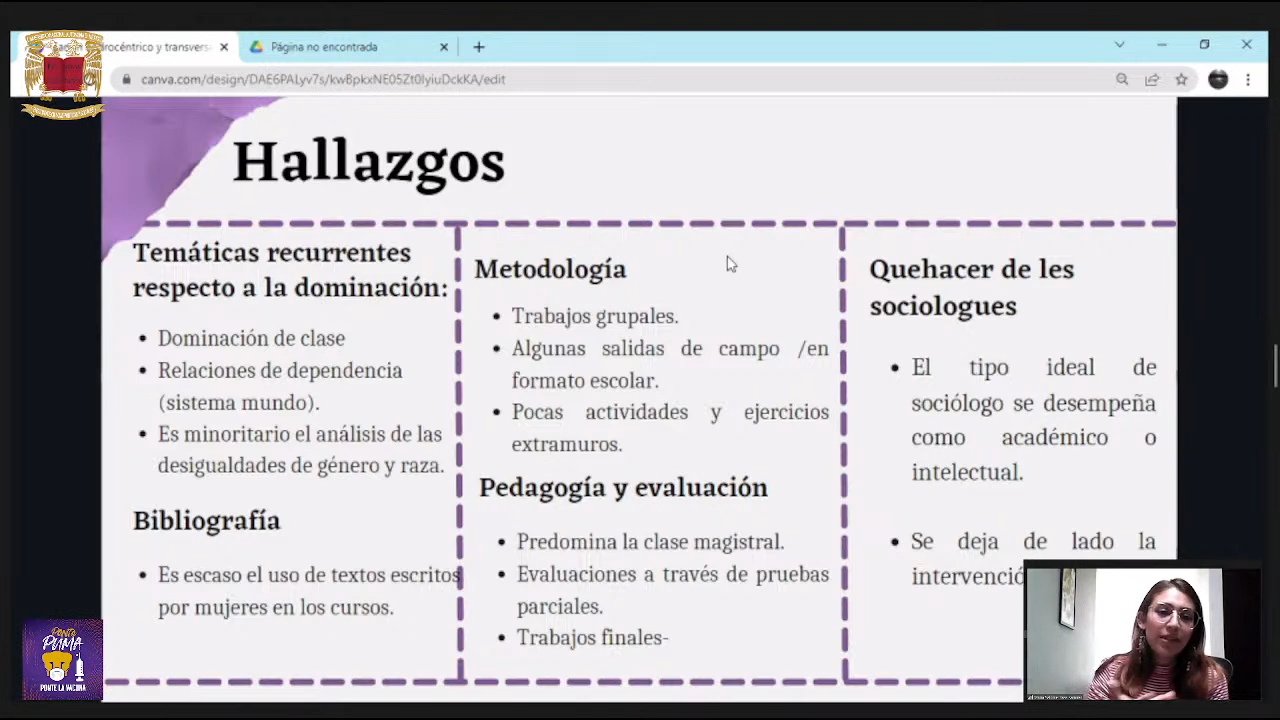 rocéntrico y transvers
Página no encontrada
canva.com/design/DAE6PALyv7s/kwBpkxNE05Zt0IyiuDckKA/edit
Hallazgos
Temáticas recurrentes
respecto a la dominación:
Dominación de clase
Relaciones de dependencia
(sistema mundo).
Es minoritario el análisis de las
desigualdades de género y raza.
Bibliografía
Es escaso el uso de textos escritos
por mujeres en los cursos.
Metodología
Trabajos grupales.
Algunas salidas de campo /en
formato escolar.
Pocas actividades y ejercicios
extramuros.
Pedagogía y evaluación
Predomina la clase magistral.
Evaluaciones a través de pruebas
parciales.
Trabajos finales-
Quehacer de les
sociologues
El tipo ideal de
sociólogo se desempeña
como académico o
intelectual.
Se deja de lado la
intervenció
PONTE
PUMA
PONTE LA VACUNA